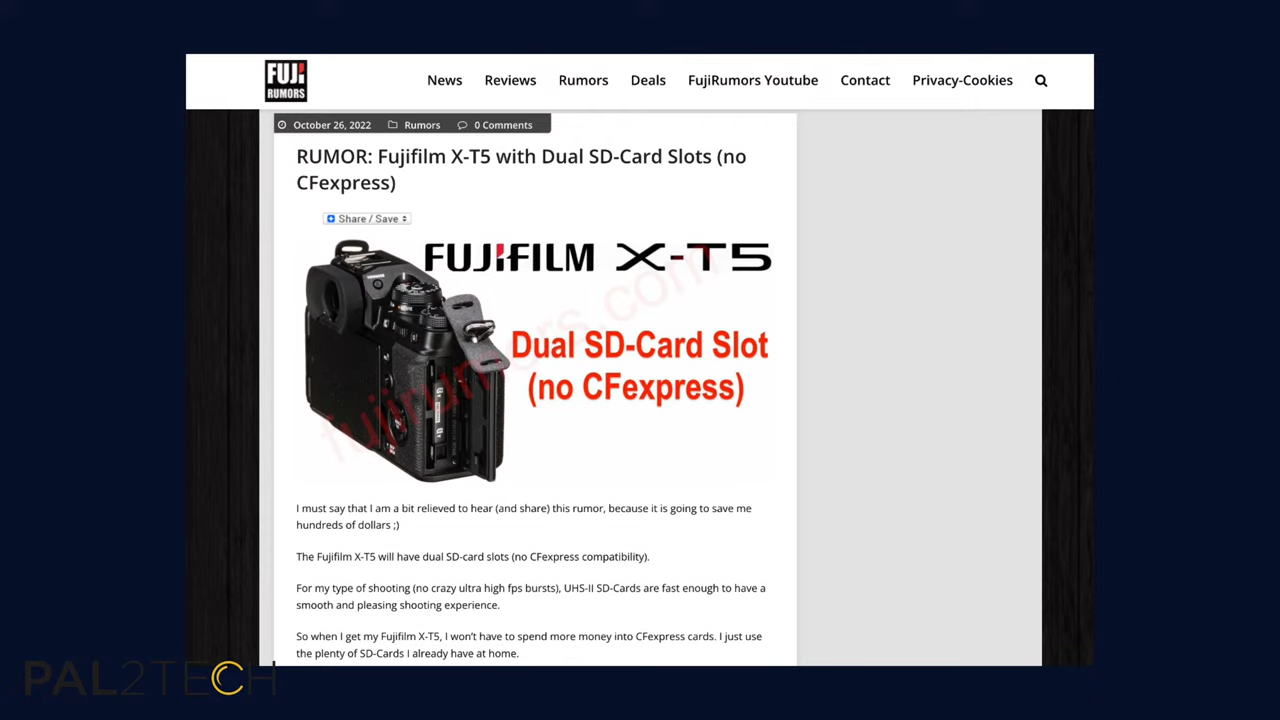 FUJI
RUMORS
News Reviews Rumors Deals FujiRumors Youtube Contact Privacy-Cookies
October 26, 2022 Rumors 0 Comments
RUMOR: Fujifilm X-T5 with Dual SD-Card Slots (no
CFexpress)
Share / Save
FUJIFILM X-T5
fujirumors.com
Dual SD-Card Slot
(no CFexpress)
I must say that I am a bit relieved to hear (and share) this rumor, because it is going to save me
hundreds of dollars ;)
The Fujifilm X-T5 will have dual SD-card slots (no CFexpress compatibility).
For my type of shooting (no crazy ultra high fps bursts), UHS-II SD-Cards are fast enough to have a
smooth and pleasing shooting experience.
So when I get my Fujifilm X-T5, I won't have to spend more money into CFexpress cards. I just use
the plenty of SD-Cards I already have at home.
PAL2TECH